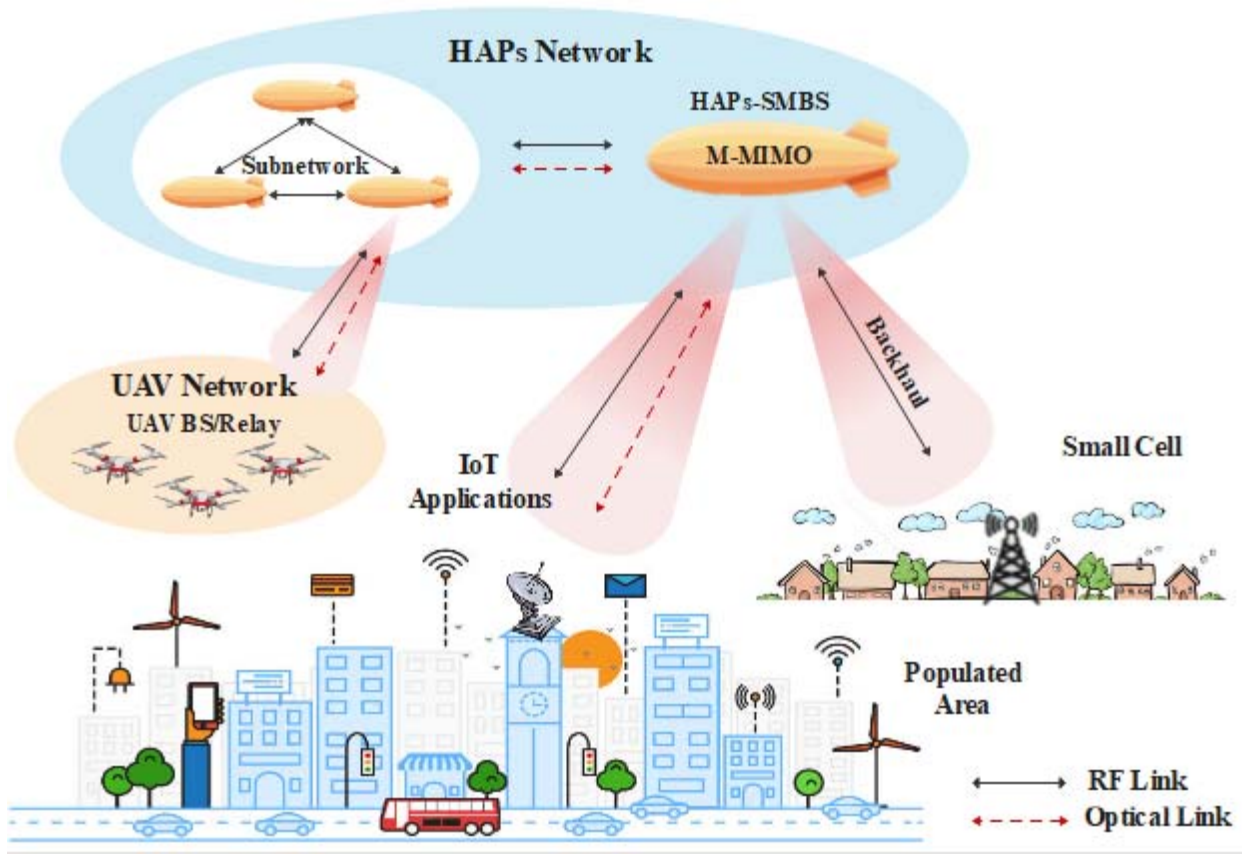 HAPs Network
HAPs-SMBS
M-MIMO
Subnetwork
Backhaul
UAV Network
UAV BS/Relay
IoT
Applications
Small Cell
Populated
Area
RF Link
Optical Link